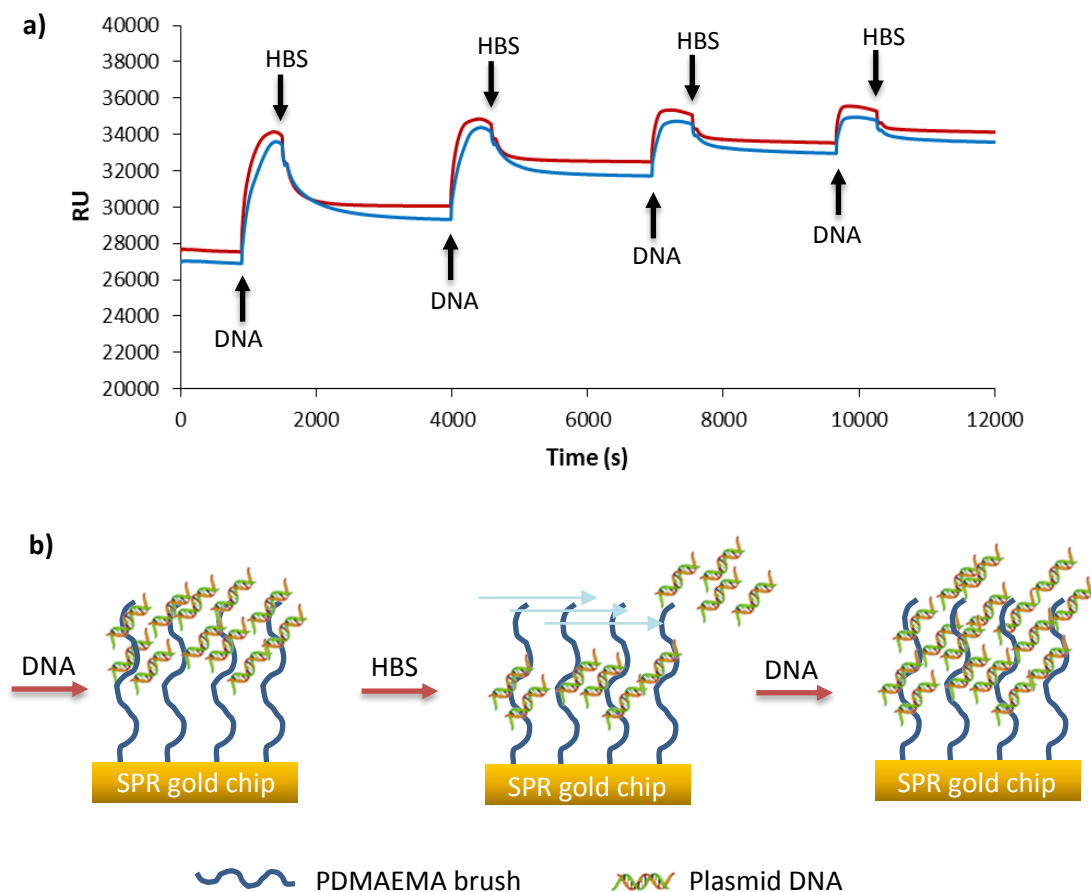 a)
40000
38000
36000
34000
32000
30000
28000
26000
24000
22000
20000
RU
HBS
HBS
HBS
HBS
DNA
DNA
DNA
DNA
0
2000
4000
6000
8000
10000
12000
Time (s)
b)
DNA
HBS
DNA
SPR gold chip
SPR gold chip
SPR gold chip
PDMAEMA brush
Plasmid DNA